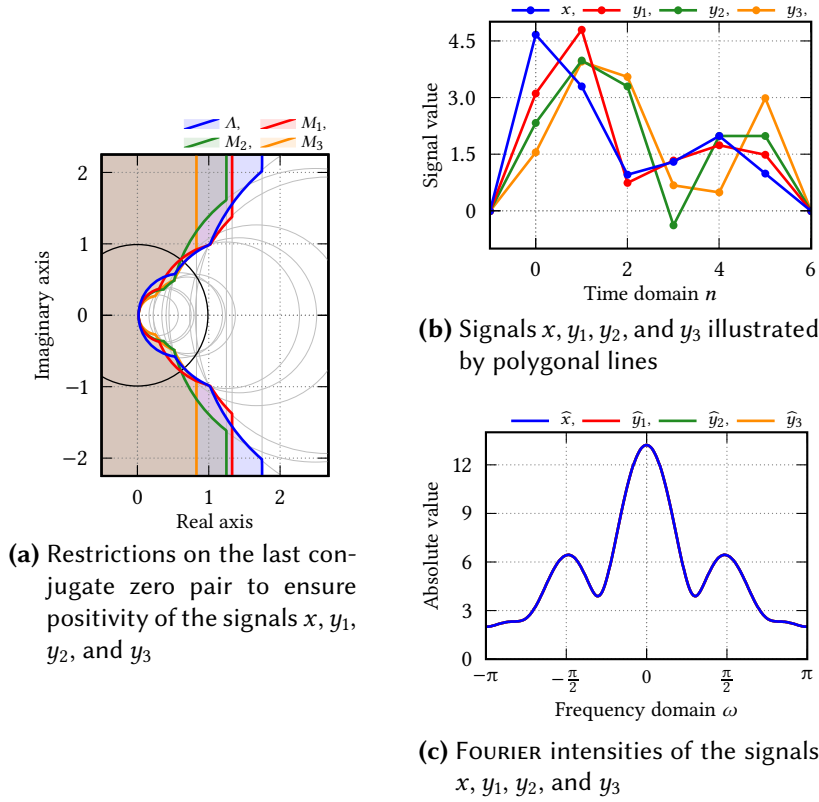 x, y₁, y₂, y₃,
4.5
3.0
1.5
0
Signal value
0 2 4 6
Time domain n
(b) Signals x, y₁, y₂, and y₃ illustrated
by polygonal lines
Λ, M₁,
M₂, M₃
2
1
0
−1
−2
Imaginary axis
0 1 2
Real axis
(a) Restrictions on the last con-
jugate zero pair to ensure
positivity of the signals x, y₁,
y₂, and y₃
x̂, ŷ₁, ŷ₂, ŷ₃
12
9
6
3
0
Absolute value
−π −π/2 0 π/2 π
Frequency domain ω
(c) Fourier intensities of the signals
x, y₁, y₂, and y₃